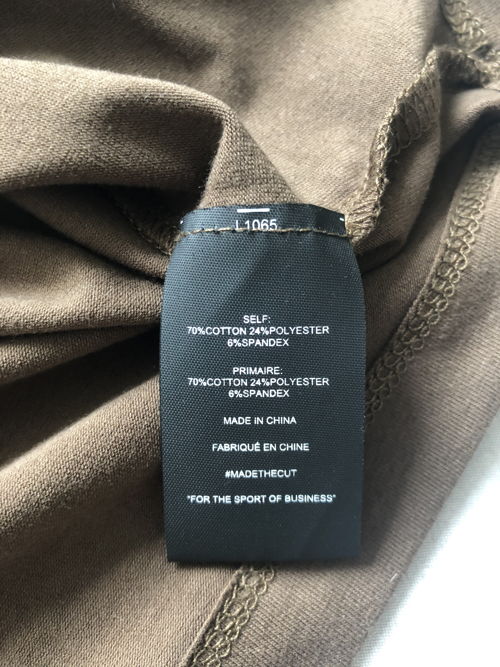 L1065
SELF:
70%COTTON 24%POLYESTER
6%SPANDEX
PRIMAIRE:
70%COTTON 24%POLYESTER
6%SPANDEX
MADE IN CHINA
FABRIQUÉ EN CHINE
#MADETHECUT
"FOR THE SPORT OF BUSINESS"